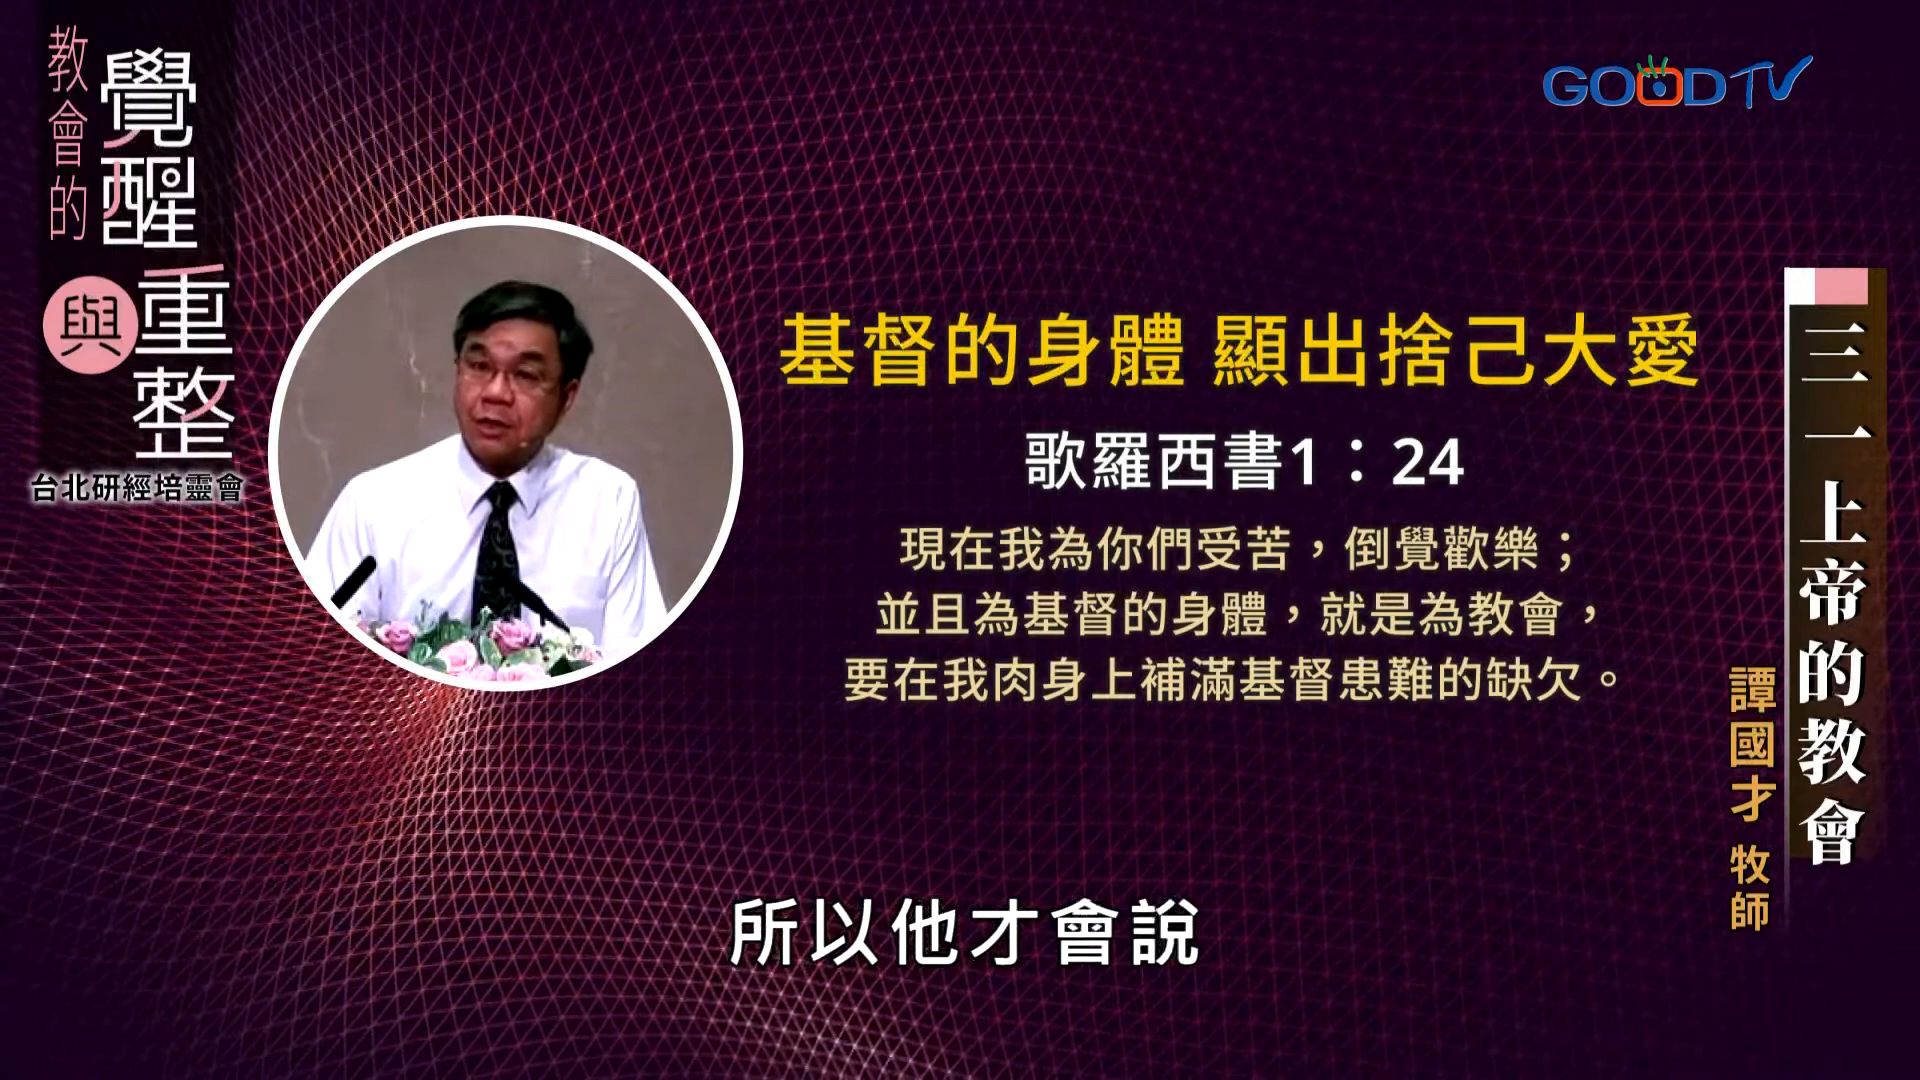 教會的
覺醒
與
重整
台北研經培靈會
GOODTV
基督的身體 顯出捨己大愛
歌羅西書1：24
現在我為你們受苦，倒覺歡樂；
並且為基督的身體，就是為教會，
要在我肉身上補滿基督患難的缺欠。
三一上帝的教會
譚國才 牧師
所以他才會說